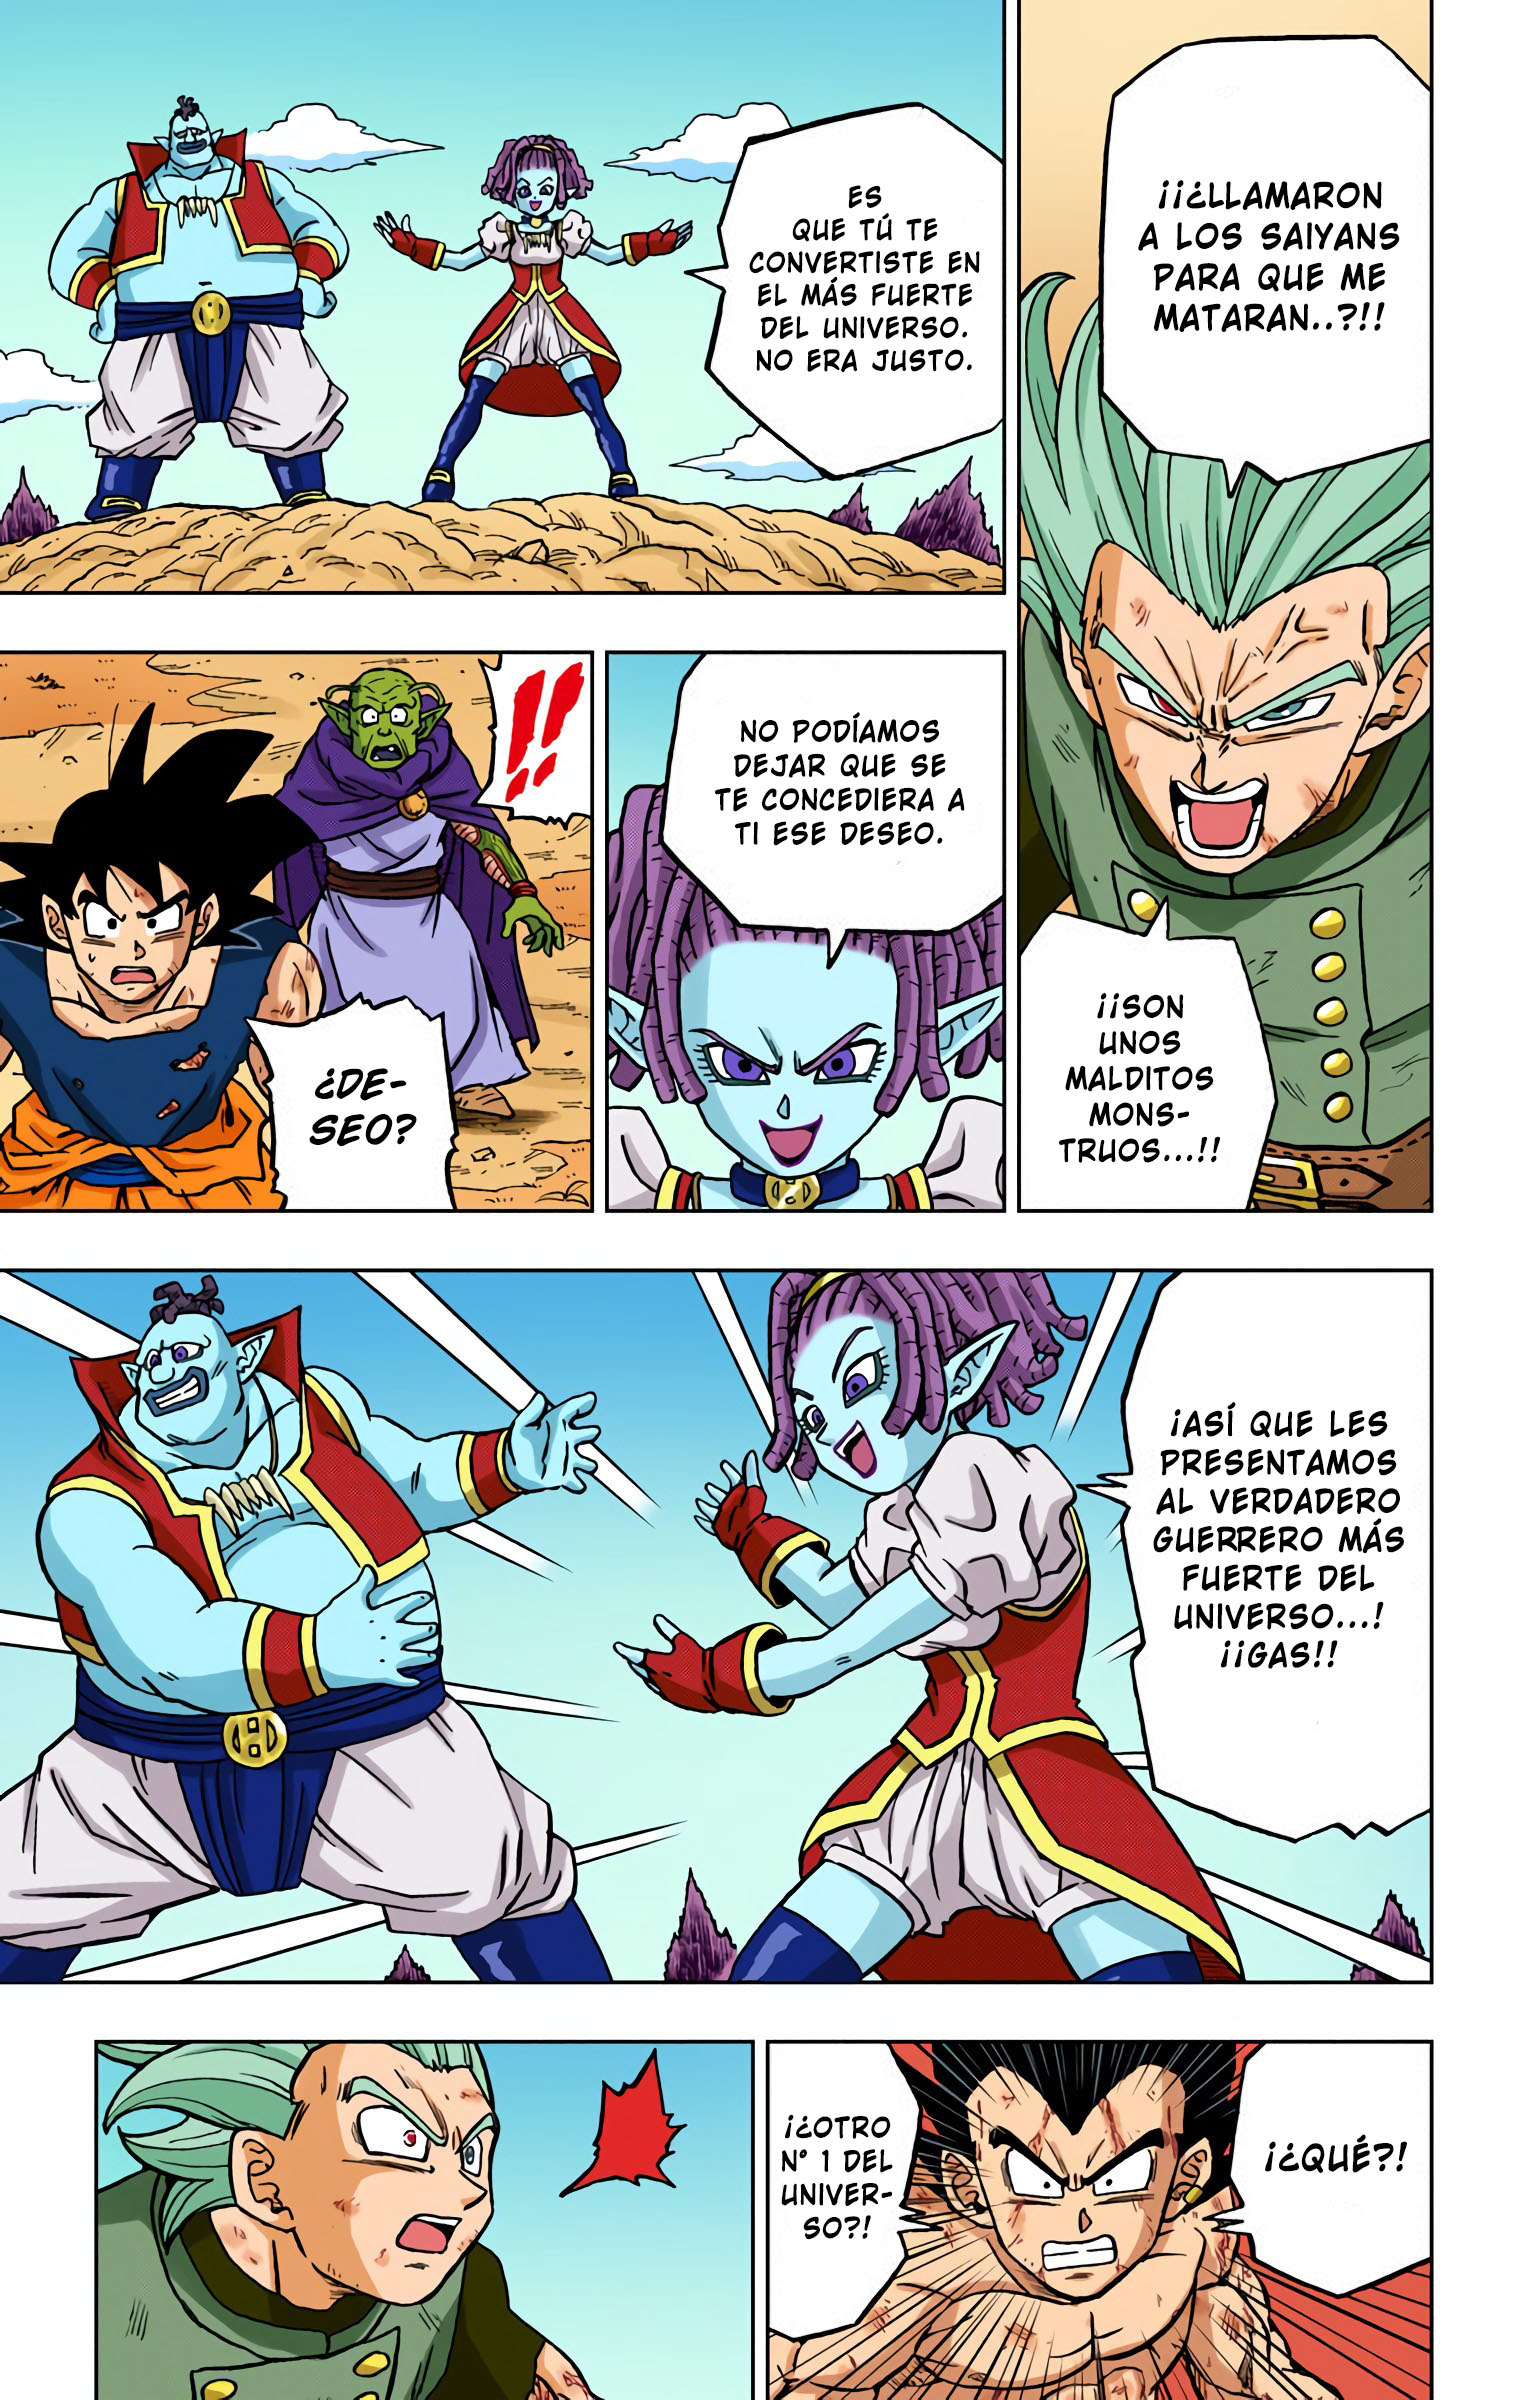 ¡¡¿LLAMARON
A LOS SAIYANS
PARA QUE ME
MATARAN..?!!
¡¡SON
UNOS
MALDITOS
MONS-
TRUOS...!!
ES
QUE TÚ TE
CONVERTISTE EN
EL MÁS FUERTE
DEL UNIVERSO.
NO ERA JUSTO.
NO PODÍAMOS
DEJAR QUE SE
TE CONCEDIERA A
TI ESE DESEO.
!!
¿DE-
SEO?
¡ASÍ QUE LES
PRESENTAMOS
AL VERDADERO
GUERRERO MÁS
FUERTE DEL
UNIVERSO...!
¡¡GAS!!
¡¿QUÉ?!
¡¿OTRO
N° 1 DEL
UNIVER-
SO?!